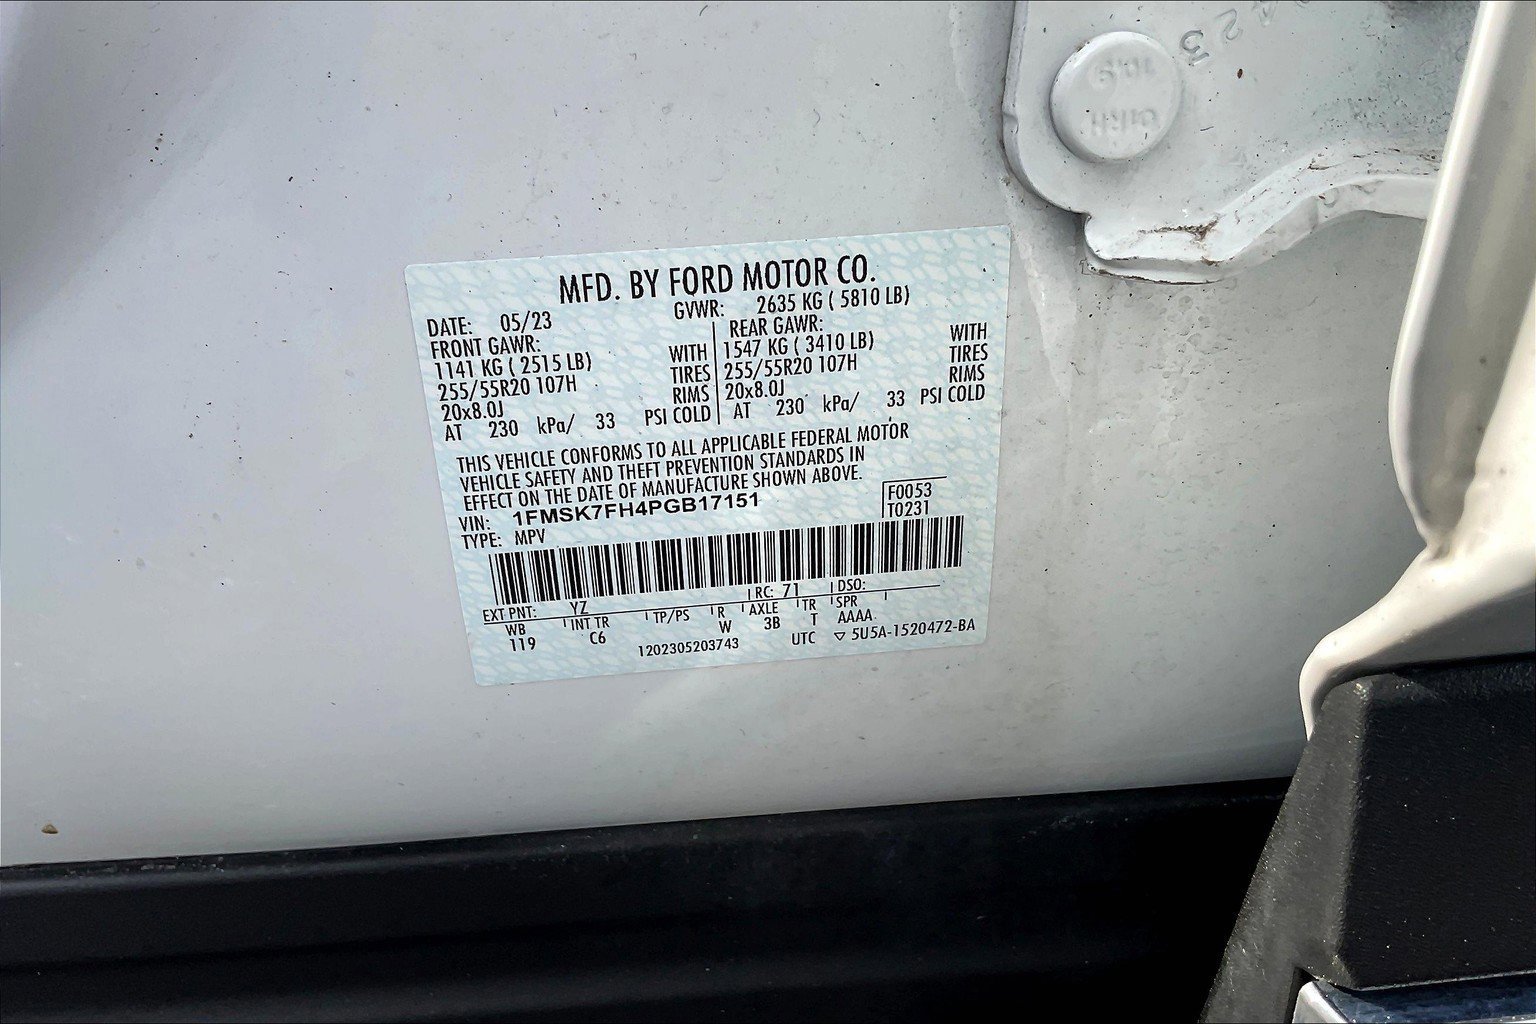 423
10.9
MFD. BY FORD MOTOR CO.
DATE: 05/23 GVWR: 2635 KG ( 5810 LB)
FRONT GAWR: REAR GAWR:
1141 KG ( 2515 LB) WITH 1547 KG ( 3410 LB) WITH
255/55R20 107H TIRES 255/55R20 107H TIRES
20x8.0J RIMS 20x8.0J RIMS
AT 230 kPa/ 33 PSI COLD AT 230 kPa/ 33 PSI COLD
THIS VEHICLE CONFORMS TO ALL APPLICABLE FEDERAL MOTOR
VEHICLE SAFETY AND THEFT PREVENTION STANDARDS IN
EFFECT ON THE DATE OF MANUFACTURE SHOWN ABOVE.
VIN: 1FMSK7FH4PGB17151 F0053
TYPE: MPV T0231
EXT PNT: YZ RC: 71 DSO:
WB INT TR TP/PS R AXLE TR SPR
119 C6 W 3B T AAAA
1202305203743 UTC ▽ 5U5A-1520472-BA